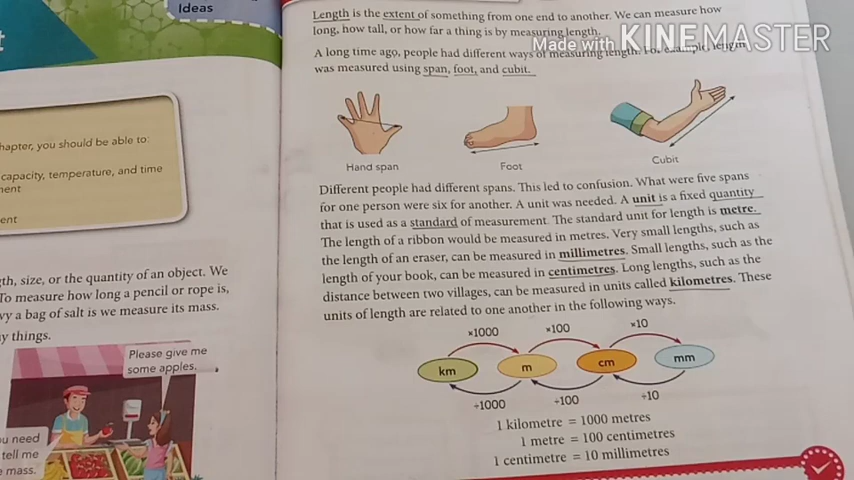 Ideas
t
hapter, you should be able to
capacity, temperature, and time
ment
ent
gth, size, or the quantity of an object. We
To measure how long a pencil or rope is,
vy a bag of salt is we measure its mass.
y things.
Please give me
some apples.
u need
tell me
e mass.
Length is the extent of something from one end to another. We can measure how
long, how tall, or how far a thing is by measuring length.
Made with KINEMASTER
A long time ago, people had different ways of measuring length. For example, length
was measured using span, foot, and cubit.
Hand span
Foot
Cubit
Different people had different spans. This led to confusion. What were five spans
for one person were six for another. A unit was needed. A unit is a fixed quantity
that is used as a standard of measurement. The standard unit for length is metre.
The length of a ribbon would be measured in metres. Very small lengths, such as
the length of an eraser, can be measured in millimetres. Small lengths, such as the
length of your book, can be measured in centimetres. Long lengths, such as the
distance between two villages, can be measured in units called kilometres. These
units of length are related to one another in the following ways.
×1000 ×100 ×10
km m cm mm
÷1000 ÷100 ÷10
1 kilometre = 1000 metres
1 metre = 100 centimetres
1 centimetre = 10 millimetres